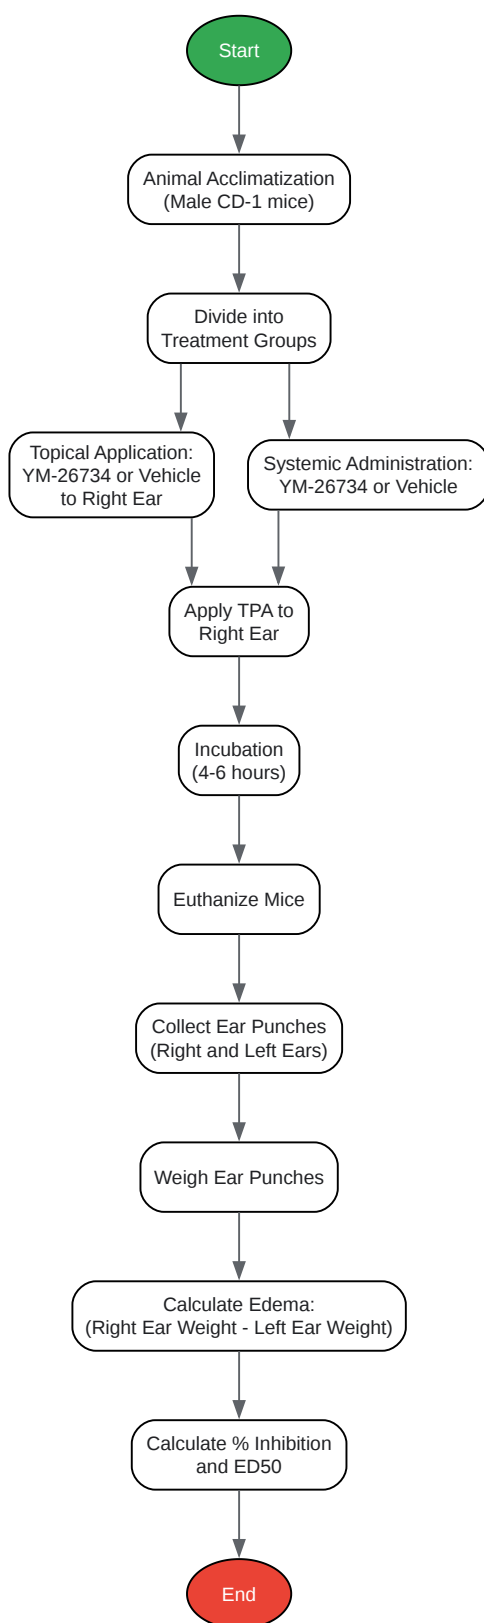 Start
Animal Acclimatization
(Male CD-1 mice)
Divide into
Treatment Groups
Topical Application:
YM-26734 or Vehicle
to Right Ear
Systemic Administration:
YM-26734 or Vehicle
Apply TPA to
Right Ear
Incubation
(4-6 hours)
Euthanize Mice
Collect Ear Punches
(Right and Left Ears)
Weigh Ear Punches
Calculate Edema:
(Right Ear Weight - Left Ear Weight)
Calculate % Inhibition
and ED50
End